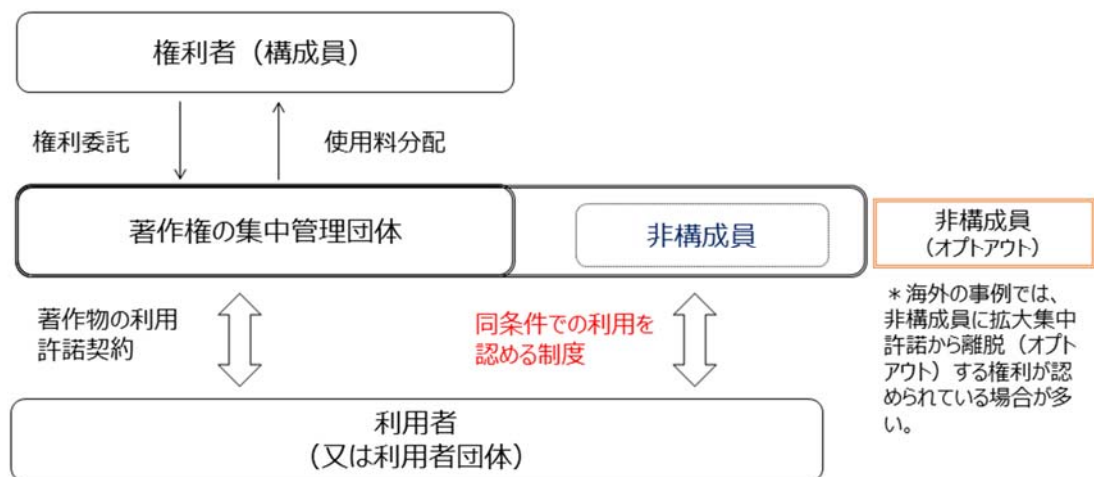 権利者（構成員）
権利委託
使用料分配
著作権の集中管理団体
非構成員
非構成員
（オプトアウト）
著作物の利用
許諾契約
同条件での利用を
認める制度
＊海外の事例では、
非構成員に拡大集中
許諾から離脱（オプト
アウト）する権利が認
められている場合が多
い。
利用者
（又は利用者団体）